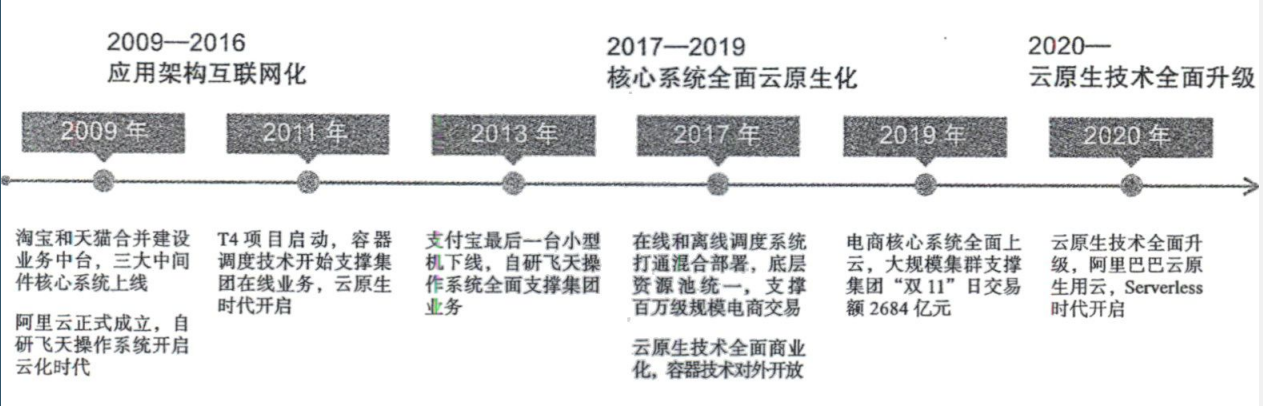 2009—2016
应用架构互联网化
2017—2019
核心系统全面云原生化
2020—
云原生技术全面升级
2009 年
2011 年
2013 年
2017 年
2019 年
2020 年
淘宝和天猫合并建设
业务中台，三大中间
件核心系统上线
阿里云正式成立，自
研飞天操作系统开启
云化时代
T4 项目启动，容器
调度技术开始支撑集
团在线业务，云原生
时代开启
支付宝最后一台小型
机下线，自研飞天操
作系统全面支撑集团
业务
在线和离线调度系统
打通混合部署，底层
资源池统一，支撑
百万级规模电商交易
云原生技术全面商业
化，容器技术对外开放
电商核心系统全面上
云，大规模集群支撑
集团“双 11”日交易
额 2684 亿元
云原生技术全面升
级，阿里巴巴云原
生用云，Serverless
时代开启